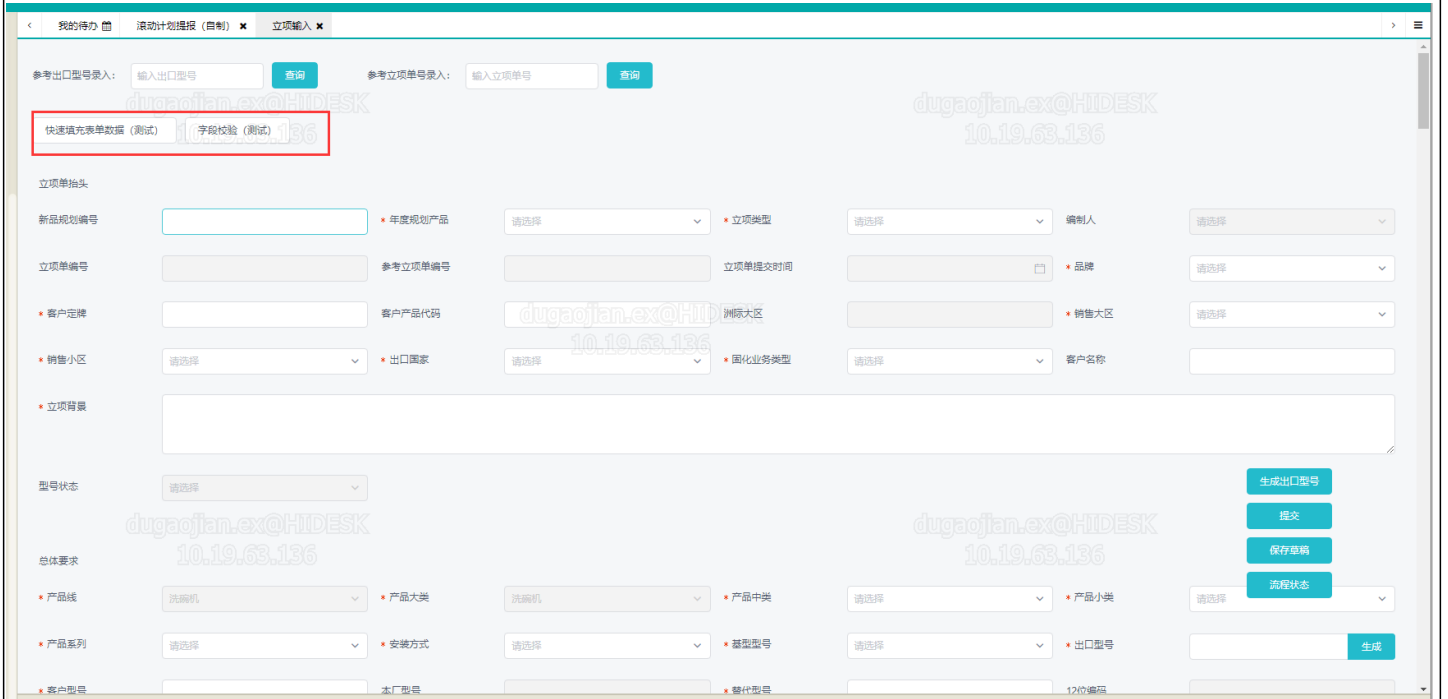 我的待办 滚动计划提报（自制） 立项输入
参考出口型号录入： 输入出口型号 查询 参考立项单号录入： 输入立项单号 查询
dugaojian.ex@HIDESK dugaojian.ex@HIDESK
快速填充表单数据（测试） 字段校验（测试）
10.19.63.136 10.19.63.136
立项单抬头
新品规划编号 * 年度规划产品 请选择 * 立项类型 请选择 编制人 请选择
立项单编号 参考立项单编号 立项单提交时间 * 品牌 请选择
* 客户定牌 客户产品代码 洲际大区 * 销售大区 请选择
dugaojian.ex@HIDESK
10.19.63.136
* 销售小区 请选择 * 出口国家 请选择 * 固化业务类型 请选择 客户名称
* 立项背景
型号状态 请选择 生成出口型号
dugaojian.ex@HIDESK dugaojian.ex@HIDESK
提交
10.19.63.136 10.19.63.136
总体要求 保存草稿
流程状态
* 产品线 洗碗机 * 产品大类 洗碗机 * 产品中类 请选择 * 产品小类 请选择
* 产品系列 请选择 * 安装方式 请选择 * 基型型号 请选择 * 出口型号 生成
* 客户型号 本厂型号 * 替代型号 12位编码